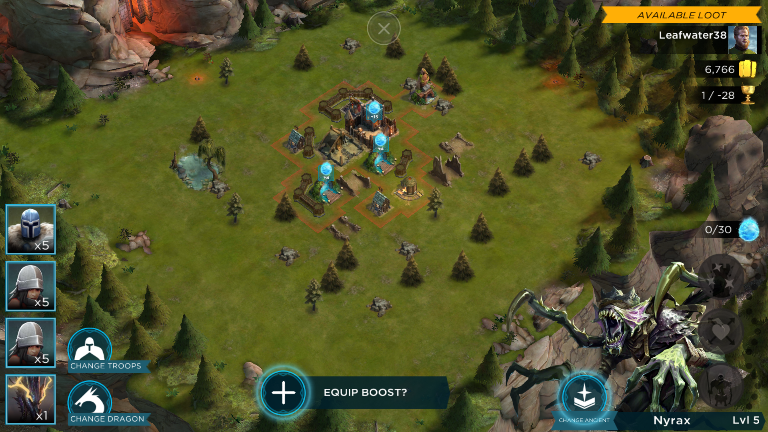 AVAILABLE LOOT
Leafwater38
6,766
1 / -28
+15
0/30
x5
x5
x5
x1
CHANGE TROOPS
CHANGE DRAGON
EQUIP BOOST?
CHANGE ANCIENT
Nyrax
Lvl 5